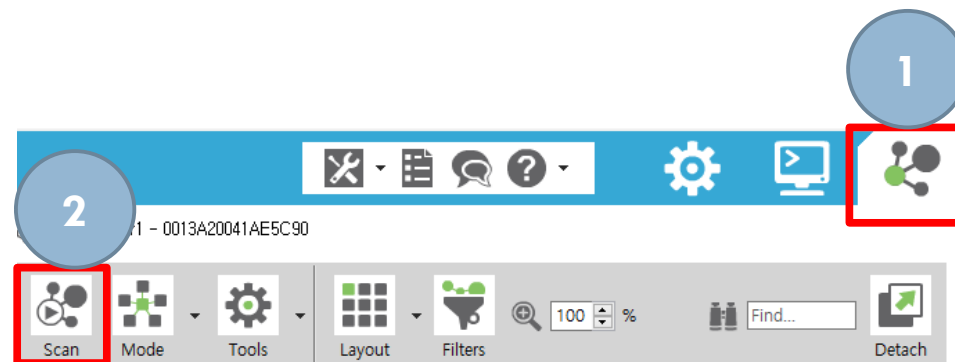 1
2
1 - 0013A20041AE5C90
100 %
Find...
Scan Mode Tools Layout Filters Detach